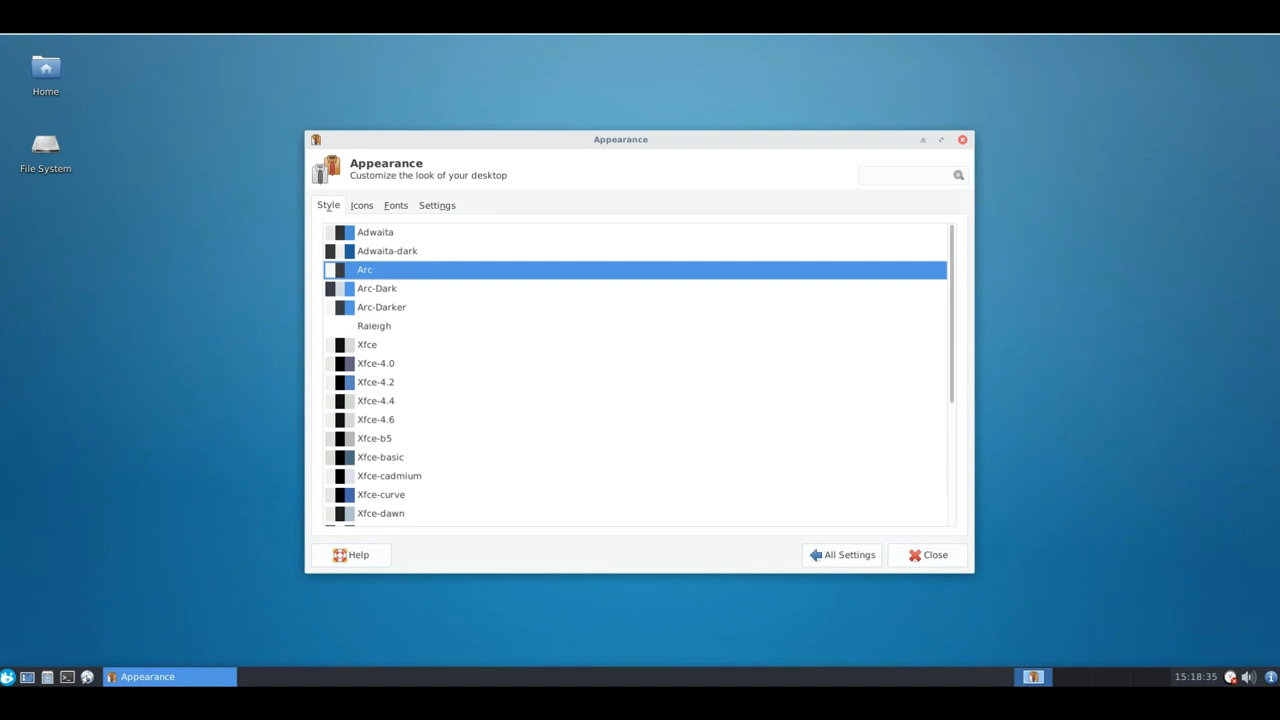 Home
File System
Appearance
Appearance
Customize the look of your desktop
Style Icons Fonts Settings
Adwaita
Adwaita-dark
Arc
Arc-Dark
Arc-Darker
Raleigh
Xfce
Xfce-4.0
Xfce-4.2
Xfce-4.4
Xfce-4.6
Xfce-b5
Xfce-basic
Xfce-cadmium
Xfce-curve
Xfce-dawn
Help All Settings Close
Appearance 15:18:35